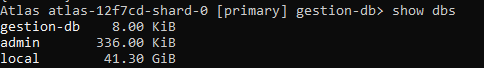 Atlas atlas-12f7cd-shard-0 [primary] gestion-db> show dbs
gestion-db    8.00 KiB
admin       336.00 KiB
local        41.30 GiB